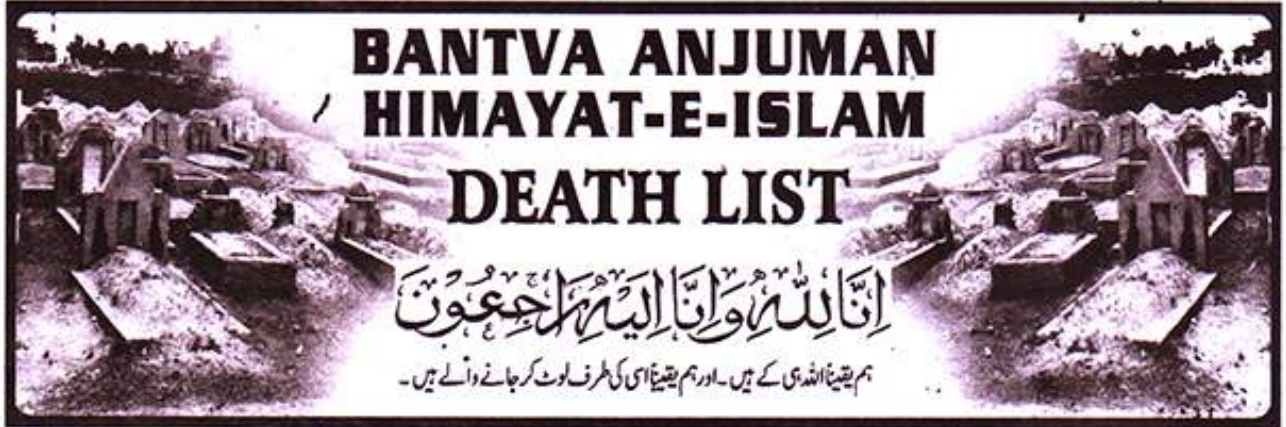 BANTVA ANJUMAN
HIMAYAT-E-ISLAM
DEATH LIST
اِنَّا لِلّٰہِ وَ اِنَّا اِلَیْہِ رَاجِعُوْنَ
ہم یقیناً اللہ ہی کے ہیں ۔ اور ہم یقیناً اسی کی طرف لوٹ کر جانے والے ہیں ۔